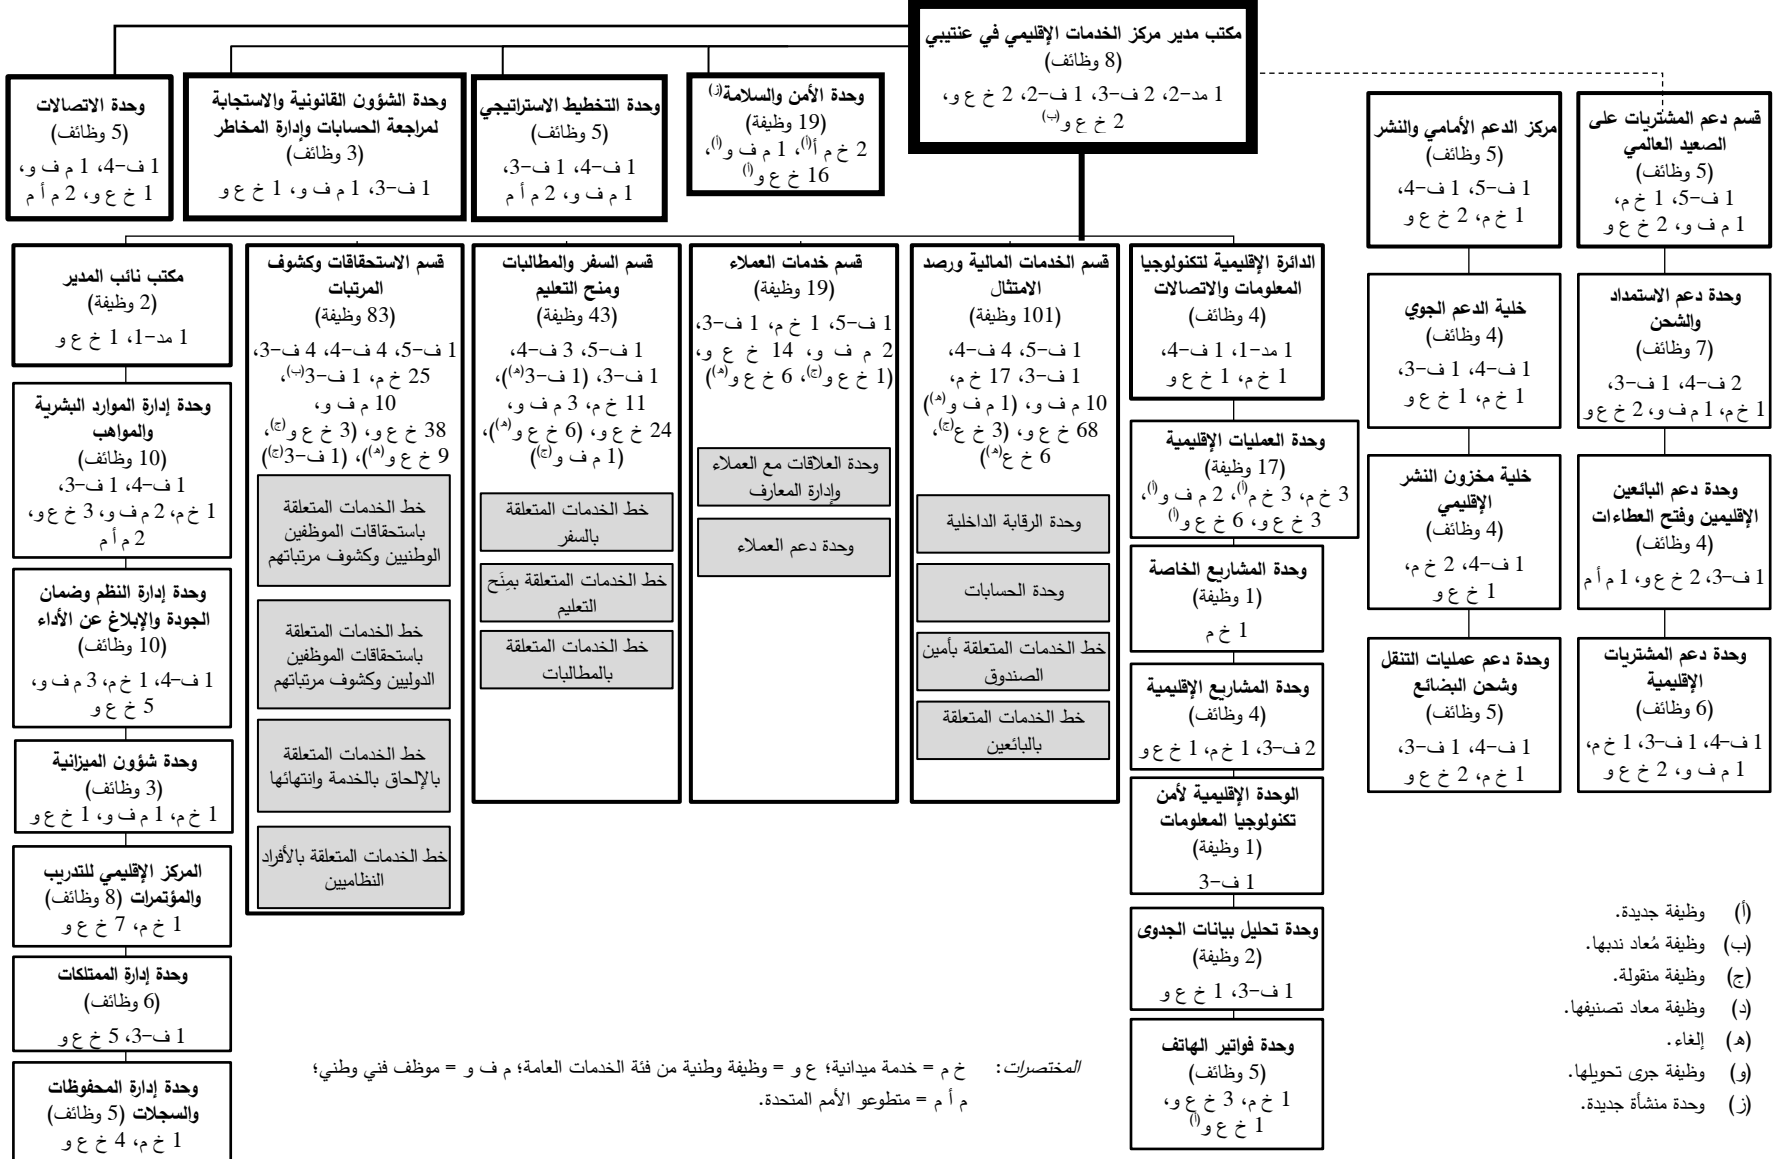 مكتب مدير مركز الخدمات الإقليمي في عنتيبي
(8 وظائف)
1 مد-2، 2 ف-3، 1 ف-2، 2 خ ع و،
2 خ ع و(ب)
قسم دعم المشتريات على
الصعيد العالمي
(5 وظائف)
1 ف-5، 1 خ م،
1 م ف و، 2 خ ع و
مركز الدعم الأمامي والنشر
(5 وظائف)
1 ف-5، 1 ف-4،
1 خ م، 2 خ ع و
وحدة الأمن والسلامة(ز)
(19 وظيفة)
2 خ م أ(أ)، 1 م ف و(أ)،
16 خ ع و(أ)
وحدة التخطيط الاستراتيجي
(5 وظائف)
1 ف-4، 1 ف-3،
1 م ف و، 2 م أ م
وحدة الشؤون القانونية والاستجابة
لمراجعة الحسابات وإدارة المخاطر
(3 وظائف)
1 ف-3، 1 م ف و، 1 خ ع و
وحدة الاتصالات
(5 وظائف)
1 ف-4، 1 م ف و،
1 خ ع و، 2 م أ م
وحدة دعم الاستمداد
والشحن
(7 وظائف)
2 ف-4، 1 ف-3،
1 خ م، 1 م ف و، 2 خ ع و
وحدة دعم البائعين
الإقليمين وفتح العطاءات
(4 وظائف)
1 ف-3، 2 خ ع و، 1 م أ م
وحدة دعم المشتريات
الإقليمية
(6 وظائف)
1 ف-4، 1 ف-3، 1 خ م،
1 م ف و، 2 خ ع و
خلية الدعم الجوي
(4 وظائف)
1 ف-4، 1 ف-3،
1 خ م، 1 خ ع و
خلية مخزون النشر
الإقليمي
(4 وظائف)
1 ف-4، 2 خ م،
1 خ ع و
وحدة دعم عمليات التنقل
وشحن البضائع
(5 وظائف)
1 ف-4، 1 ف-3،
1 خ م، 2 خ ع و
الدائرة الإقليمية لتكنولوجيا
المعلومات والاتصالات
(4 وظائف)
1 مد-1، 1 ف-4،
1 خ م، 1 خ ع و
وحدة العمليات الإقليمية
(17 وظيفة)
3 خ م، 3 خ م(أ)، 2 م ف و(أ)،
3 خ ع و، 6 خ ع و(أ)
وحدة المشاريع الخاصة
(1 وظيفة)
1 خ م
وحدة المشاريع الإقليمية
(4 وظائف)
2 ف-3، 1 خ م، 1 خ ع و
الوحدة الإقليمية لأمن
تكنولوجيا المعلومات
(1 وظيفة)
1 ف-3
وحدة تحليل بيانات الجدوى
(2 وظيفة)
1 ف-3، 1 خ ع و
وحدة فواتير الهاتف
(5 وظائف)
1 خ م، 3 خ ع و،
1 خ ع و(أ)
قسم الخدمات المالية ورصد
الامتثال
(101 وظيفة)
1 ف-5، 4 ف-4،
1 ف-3، 17 خ م،
10 م ف و، (1 م ف و(ه))
68 خ ع و، (3 خ ع(ج)،
6 خ ع(ه))
وحدة الرقابة الداخلية
وحدة الحسابات
خط الخدمات المتعلقة بأمين
الصندوق
خط الخدمات المتعلقة
بالبائعين
قسم خدمات العملاء
(19 وظيفة)
1 ف-5، 1 خ م، 1 ف-3،
2 م ف و، 14 خ ع و،
(1 خ ع و(ج)، 6 خ ع و(ه))
وحدة العلاقات مع العملاء
وإدارة المعارف
وحدة دعم العملاء
قسم السفر والمطالبات
ومنح التعليم
(43 وظيفة)
1 ف-5، 3 ف-4،
1 ف-3، (1 ف-3(ه))،
11 خ م، 3 م ف و،
24 خ ع و، (6 خ ع و(ه))،
(1 م ف و(ج))
خط الخدمات المتعلقة
بالسفر
خط الخدمات المتعلقة بمِنَح
التعليم
خط الخدمات المتعلقة
بالمطالبات
قسم الاستحقاقات وكشوف
المرتبات
(83 وظيفة)
1 ف-5، 4 ف-4، 4 ف-3،
25 خ م، 1 ف-3(ب)،
10 م ف و،
38 خ ع و، (3 خ ع و(ج)،
9 خ ع و(ه))، (1 ف-3(ج))
خط الخدمات المتعلقة
باستحقاقات الموظفين
الوطنيين وكشوف مرتباتهم
خط الخدمات المتعلقة
باستحقاقات الموظفين
الدوليين وكشوف مرتباتهم
خط الخدمات المتعلقة
بالإلحاق بالخدمة وانتهائها
خط الخدمات المتعلقة بالأفراد
النظاميين
مكتب نائب المدير
(2 وظيفة)
1 مد-1، 1 خ ع و
وحدة إدارة الموارد البشرية
والمواهب
(10 وظائف)
1 ف-4، 1 ف-3،
1 خ م، 2 م ف و، 3 خ ع و،
2 م أ م
وحدة إدارة النظم وضمان
الجودة والإبلاغ عن الأداء
(10 وظائف)
1 ف-4، 1 خ م، 3 م ف و،
5 خ ع و
وحدة شؤون الميزانية
(3 وظائف)
1 خ م، 1 م ف و، 1 خ ع و
المركز الإقليمي للتدريب
والمؤتمرات (8 وظائف)
1 خ م، 7 خ ع و
وحدة إدارة الممتلكات
(6 وظائف)
1 ف-3، 5 خ ع و
وحدة إدارة المحفوظات
والسجلات (5 وظائف)
1 خ م، 4 خ ع و
(أ) وظيفة جديدة.
(ب) وظيفة مُعاد ندبها.
(ج) وظيفة منقولة.
(د) وظيفة معاد تصنيفها.
(ه) إلغاء.
(و) وظيفة جرى تحويلها.
(ز) وحدة منشأة جديدة.
المختصرات: خ م = خدمة ميدانية؛ ع و = وظيفة وطنية من فئة الخدمات العامة؛ م ف و = موظف فني وطني؛
م أ م = متطوعو الأمم المتحدة.